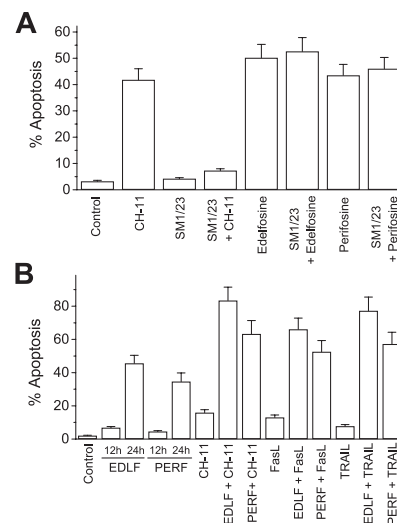 A
% Apoptosis
60
50
40
30
20
10
0
Control
CH-11
SM1/23
SM1/23
+ CH-11
Edelfosine
SM1/23
+ Edelfosine
Perifosine
SM1/23
+ Perifosine
B
% Apoptosis
80
60
40
20
0
Control
12h 24h
EDLF
12h 24h
PERF
CH-11
EDLF + CH-11
PERF+ CH-11
FasL
EDLF + FasL
PERF + FasL
TRAIL
EDLF + TRAIL
PERF + TRAIL